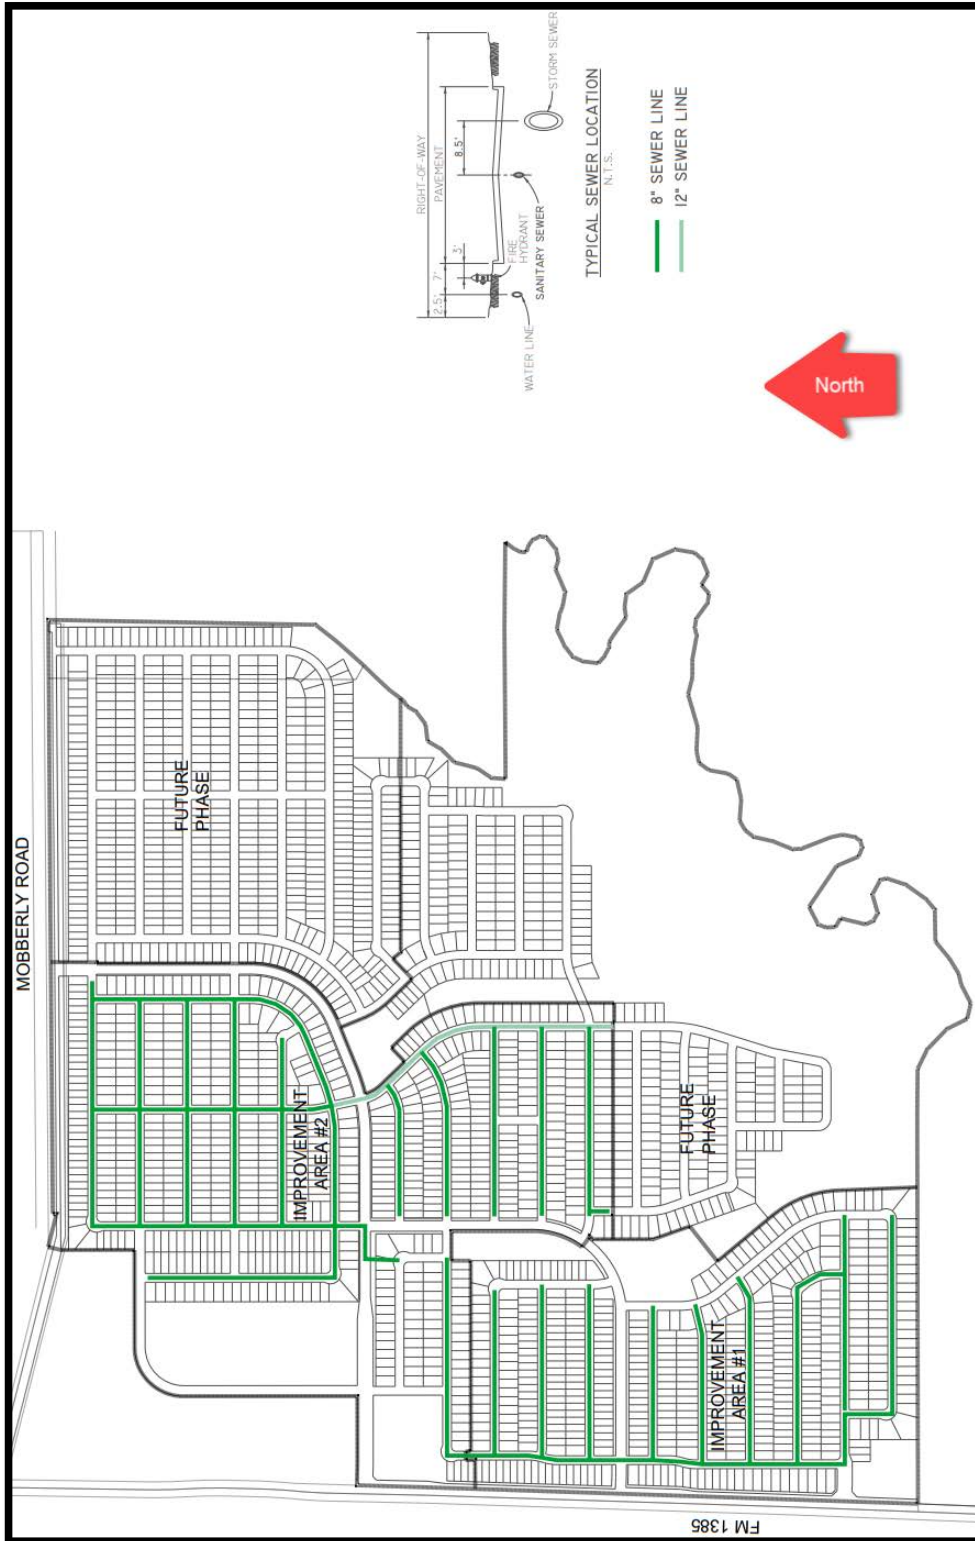 RIGHT-OF-WAY
PAVEMENT
2.5'
7'
3'
8.5'
FIRE
HYDRANT
STORM SEWER
SANITARY SEWER
WATER LINE
TYPICAL SEWER LOCATION
N.T.S.
8" SEWER LINE
12" SEWER LINE
North
MOBBERLY ROAD
FUTURE
PHASE
IMPROVEMENT
AREA #2
FUTURE
PHASE
IMPROVEMENT
AREA #1
FM 1385